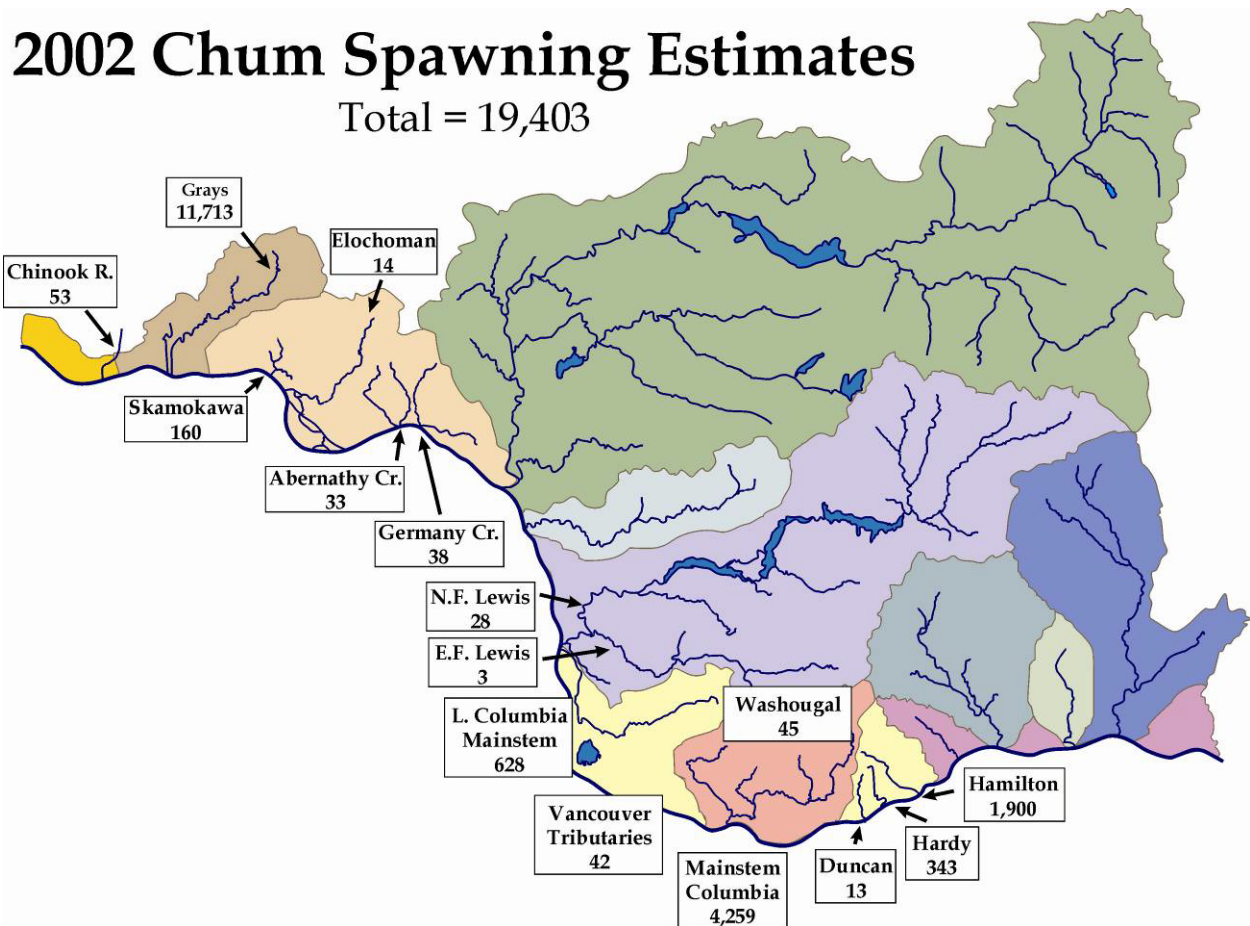 2002 Chum Spawning Estimates
Total = 19,403
Grays
11,713
Elochoman
14
Chinook R.
53
Skamokawa
160
Abernathy Cr.
33
Germany Cr.
38
N.F. Lewis
28
E.F. Lewis
3
L. Columbia
Mainstem
628
Washougal
45
Vancouver
Tributaries
42
Mainstem
Columbia
4,259
Duncan
13
Hardy
343
Hamilton
1,900